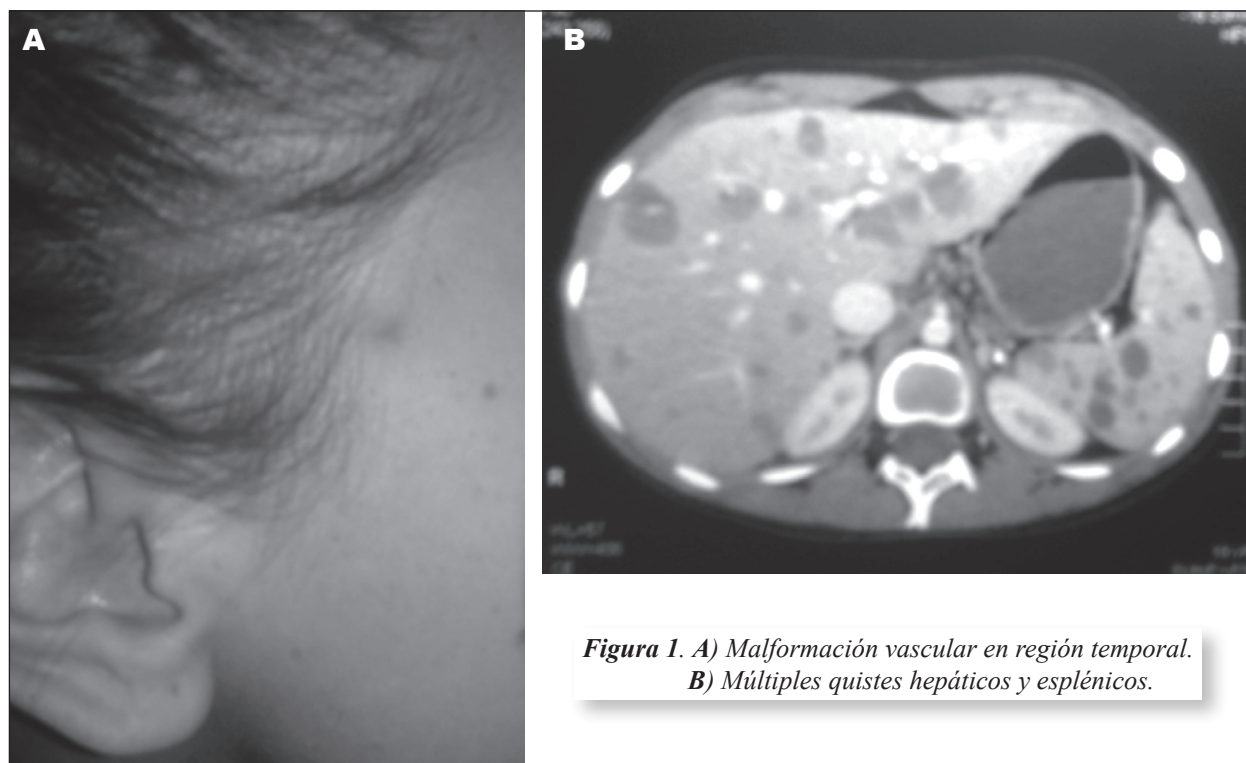 A
B
R
Figura 1. A) Malformación vascular en región temporal.
B) Múltiples quistes hepáticos y esplénicos.